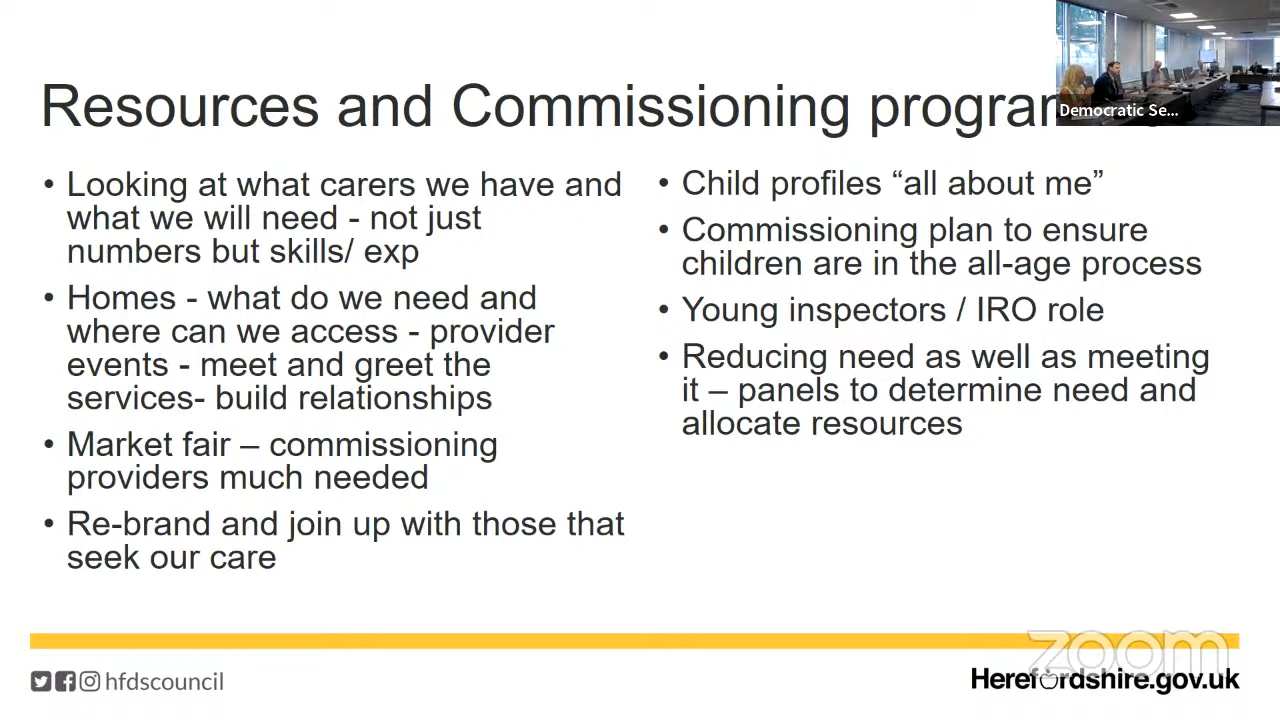 Resources and Commissioning
Democratic Se...
• Looking at what carers we have and
what we will need - not just
numbers but skills/ exp
• Homes - what do we need and
where can we access - provider
events - meet and greet the
services- build relationships
• Market fair – commissioning
providers much needed
• Re-brand and join up with those that
seek our care
• Child profiles “all about me”
• Commissioning plan to ensure
children are in the all-age process
• Young inspectors / IRO role
• Reducing need as well as meeting
it – panels to determine need and
allocate resources
zoom
hfdscouncil
Herefordshire.gov.uk